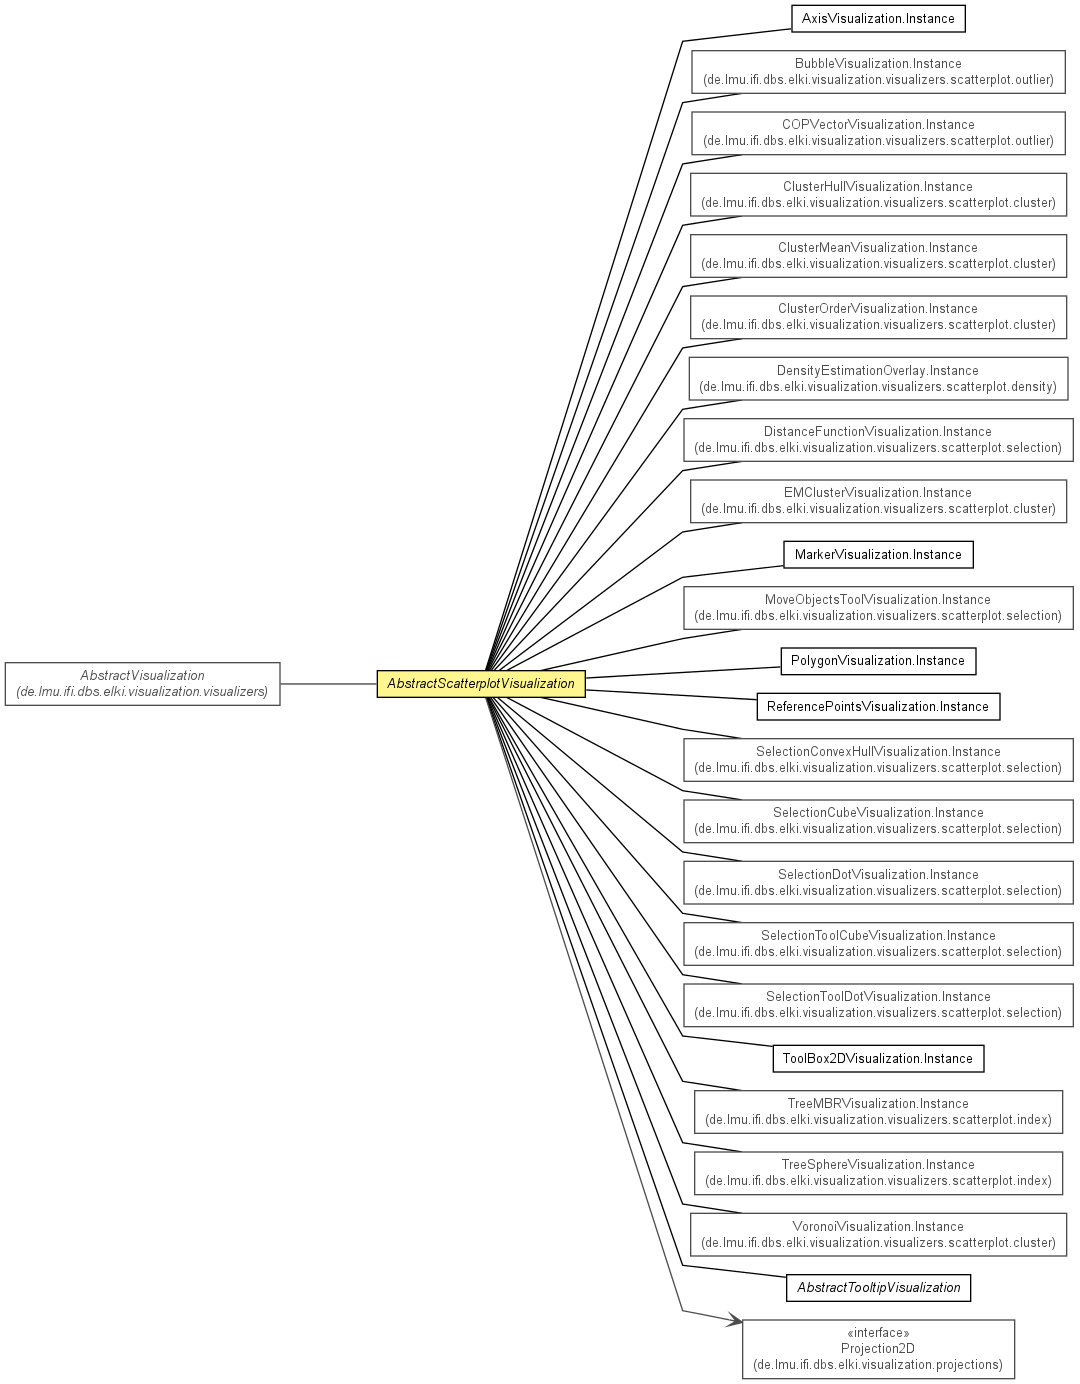 AxisVisualization.Instance
BubbleVisualization.Instance
(de.lmu.ifi.dbs.elki.visualization.visualizers.scatterplot.outlier)
COPVectorVisualization.Instance
(de.lmu.ifi.dbs.elki.visualization.visualizers.scatterplot.outlier)
ClusterHullVisualization.Instance
(de.lmu.ifi.dbs.elki.visualization.visualizers.scatterplot.cluster)
ClusterMeanVisualization.Instance
(de.lmu.ifi.dbs.elki.visualization.visualizers.scatterplot.cluster)
ClusterOrderVisualization.Instance
(de.lmu.ifi.dbs.elki.visualization.visualizers.scatterplot.cluster)
DensityEstimationOverlay.Instance
(de.lmu.ifi.dbs.elki.visualization.visualizers.scatterplot.density)
DistanceFunctionVisualization.Instance
(de.lmu.ifi.dbs.elki.visualization.visualizers.scatterplot.selection)
EMClusterVisualization.Instance
(de.lmu.ifi.dbs.elki.visualization.visualizers.scatterplot.cluster)
MarkerVisualization.Instance
MoveObjectsToolVisualization.Instance
(de.lmu.ifi.dbs.elki.visualization.visualizers.scatterplot.selection)
AbstractVisualization
(de.lmu.ifi.dbs.elki.visualization.visualizers)
AbstractScatterplotVisualization
PolygonVisualization.Instance
ReferencePointsVisualization.Instance
SelectionConvexHullVisualization.Instance
(de.lmu.ifi.dbs.elki.visualization.visualizers.scatterplot.selection)
SelectionCubeVisualization.Instance
(de.lmu.ifi.dbs.elki.visualization.visualizers.scatterplot.selection)
SelectionDotVisualization.Instance
(de.lmu.ifi.dbs.elki.visualization.visualizers.scatterplot.selection)
SelectionToolCubeVisualization.Instance
(de.lmu.ifi.dbs.elki.visualization.visualizers.scatterplot.selection)
SelectionToolDotVisualization.Instance
(de.lmu.ifi.dbs.elki.visualization.visualizers.scatterplot.selection)
ToolBox2DVisualization.Instance
TreeMBRVisualization.Instance
(de.lmu.ifi.dbs.elki.visualization.visualizers.scatterplot.index)
TreeSphereVisualization.Instance
(de.lmu.ifi.dbs.elki.visualization.visualizers.scatterplot.index)
VoronoiVisualization.Instance
(de.lmu.ifi.dbs.elki.visualization.visualizers.scatterplot.cluster)
AbstractTooltipVisualization
«interface»
Projection2D
(de.lmu.ifi.dbs.elki.visualization.projections)